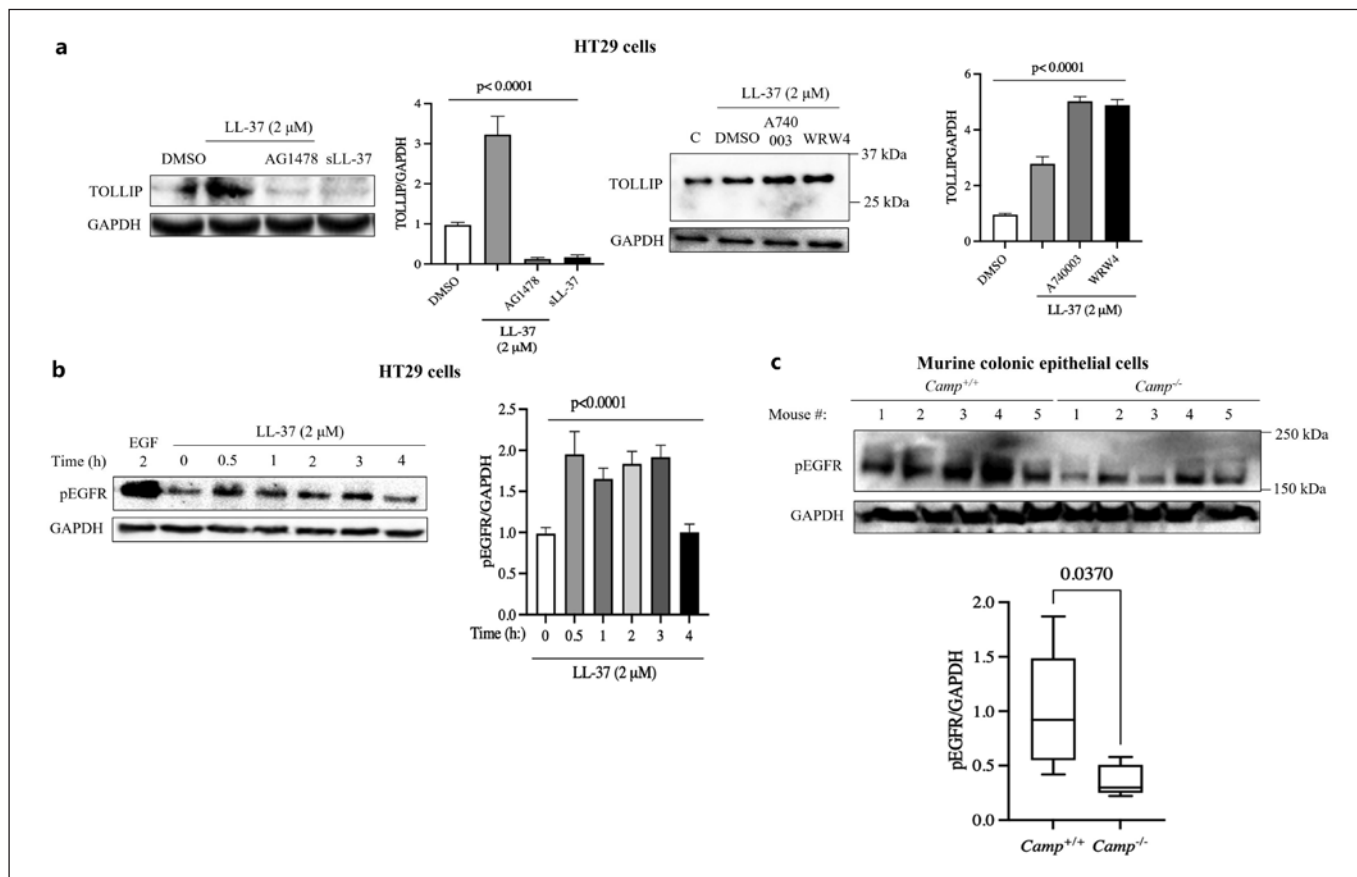 a
HT29 cells
LL-37 (2 μM)
DMSO AG1478 sLL-37
TOLLIP
GAPDH
p< 0.0001
TOLLIP/GAPDH
4
3
2
1
0
DMSO AG1478 sLL-37
LL-37
(2 μM)
LL-37 (2 μM)
C DMSO A740 003 WRW4
37 kDa
TOLLIP
25 kDa
GAPDH
p< 0.0001
TOLLIPGAPDH
6
4
2
0
DMSO A740003 WRW4
LL-37 (2 μM)
b
HT29 cells
EGF LL-37 (2 μM)
Time (h) 2 0 0.5 1 2 3 4
pEGFR
GAPDH
p<0.0001
pEGFR/GAPDH
2.5
2.0
1.5
1.0
0.5
0.0
Time (h:) 0 0.5 1 2 3 4
LL-37 (2 μM)
c
Murine colonic epithelial cells
Camp+/+ Camp-/-
Mouse #: 1 2 3 4 5 1 2 3 4 5
250 kDa
pEGFR
150 kDa
GAPDH
0.0370
pEGFR/GAPDH
2.0
1.5
1.0
0.5
0.0
Camp+/+ Camp-/-